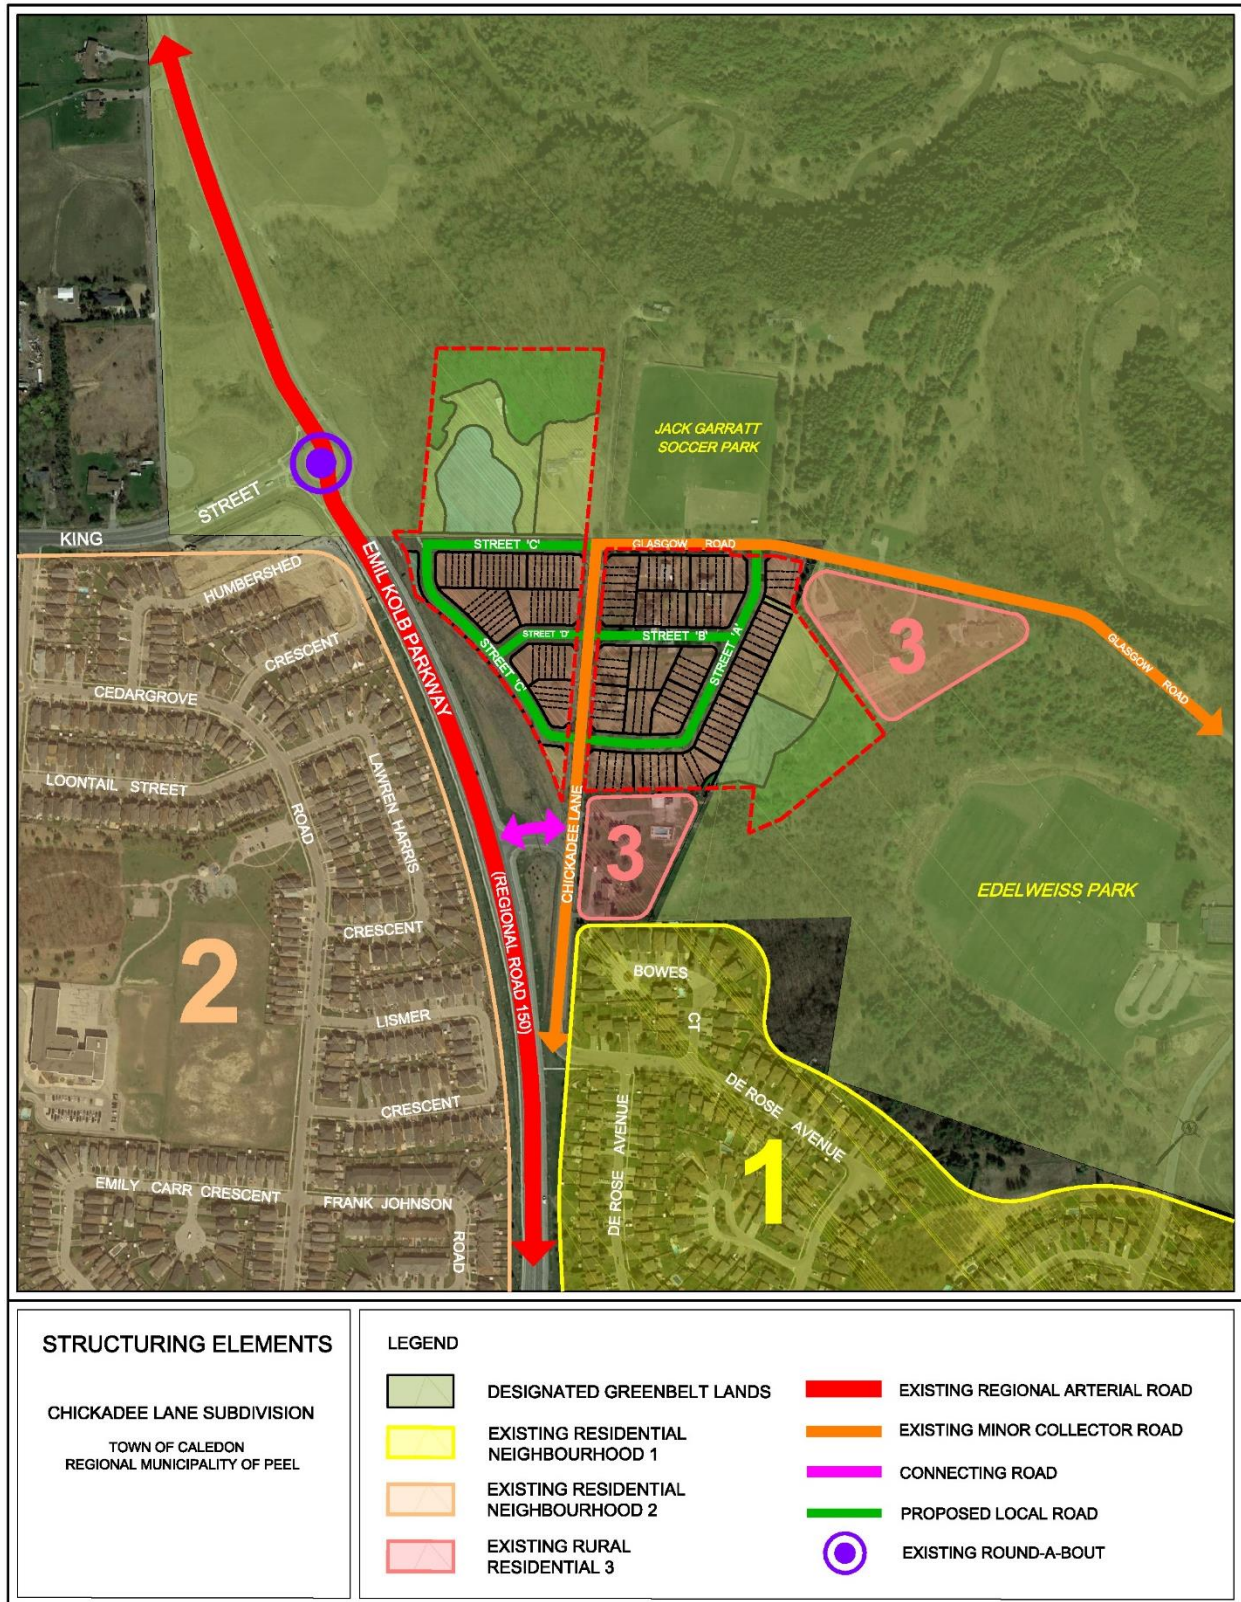 JACK GARRATT
SOCCER PARK
STREET
KING
EMIL KOLB PARKWAY
(REGIONAL ROAD 150)
STREET 'C'
GLASGOW ROAD
HUMBERSHED
CRESCENT
STREET 'D'
STREET 'B'
STREET 'A'
STREET 'C'
3
GLASGOW ROAD
CEDARGROVE
ROAD
LOONTAIL STREET
LAWREN HARRIS
CRESCENT
CHICKADEE LANE
3
EDELWEISS PARK
2
LISMER
CRESCENT
BOWES
CT
DE ROSE AVENUE
DE ROSE AVENUE
1
EMILY CARR CRESCENT
FRANK JOHNSON
ROAD
STRUCTURING ELEMENTS
CHICKADEE LANE SUBDIVISION
TOWN OF CALEDON
REGIONAL MUNICIPALITY OF PEEL
LEGEND
DESIGNATED GREENBELT LANDS
EXISTING RESIDENTIAL
NEIGHBOURHOOD 1
EXISTING RESIDENTIAL
NEIGHBOURHOOD 2
EXISTING RURAL
RESIDENTIAL 3
EXISTING REGIONAL ARTERIAL ROAD
EXISTING MINOR COLLECTOR ROAD
CONNECTING ROAD
PROPOSED LOCAL ROAD
EXISTING ROUND-A-BOUT